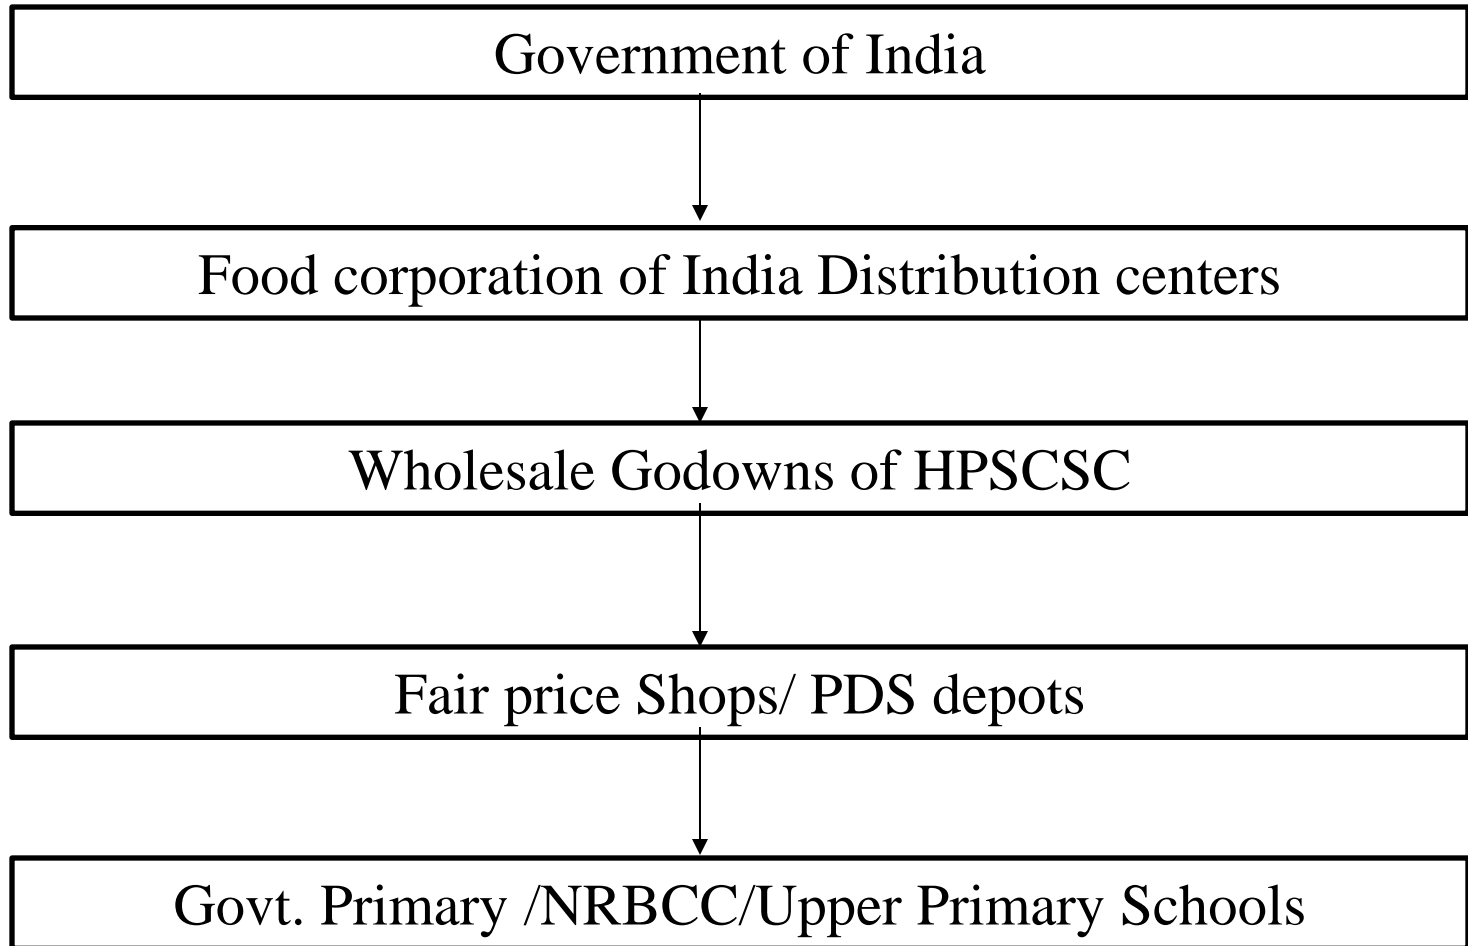 Government of India
Food corporation of India Distribution centers
Wholesale Godowns of HPSCSC
Fair price Shops/ PDS depots
Govt. Primary /NRBCC/Upper Primary Schools